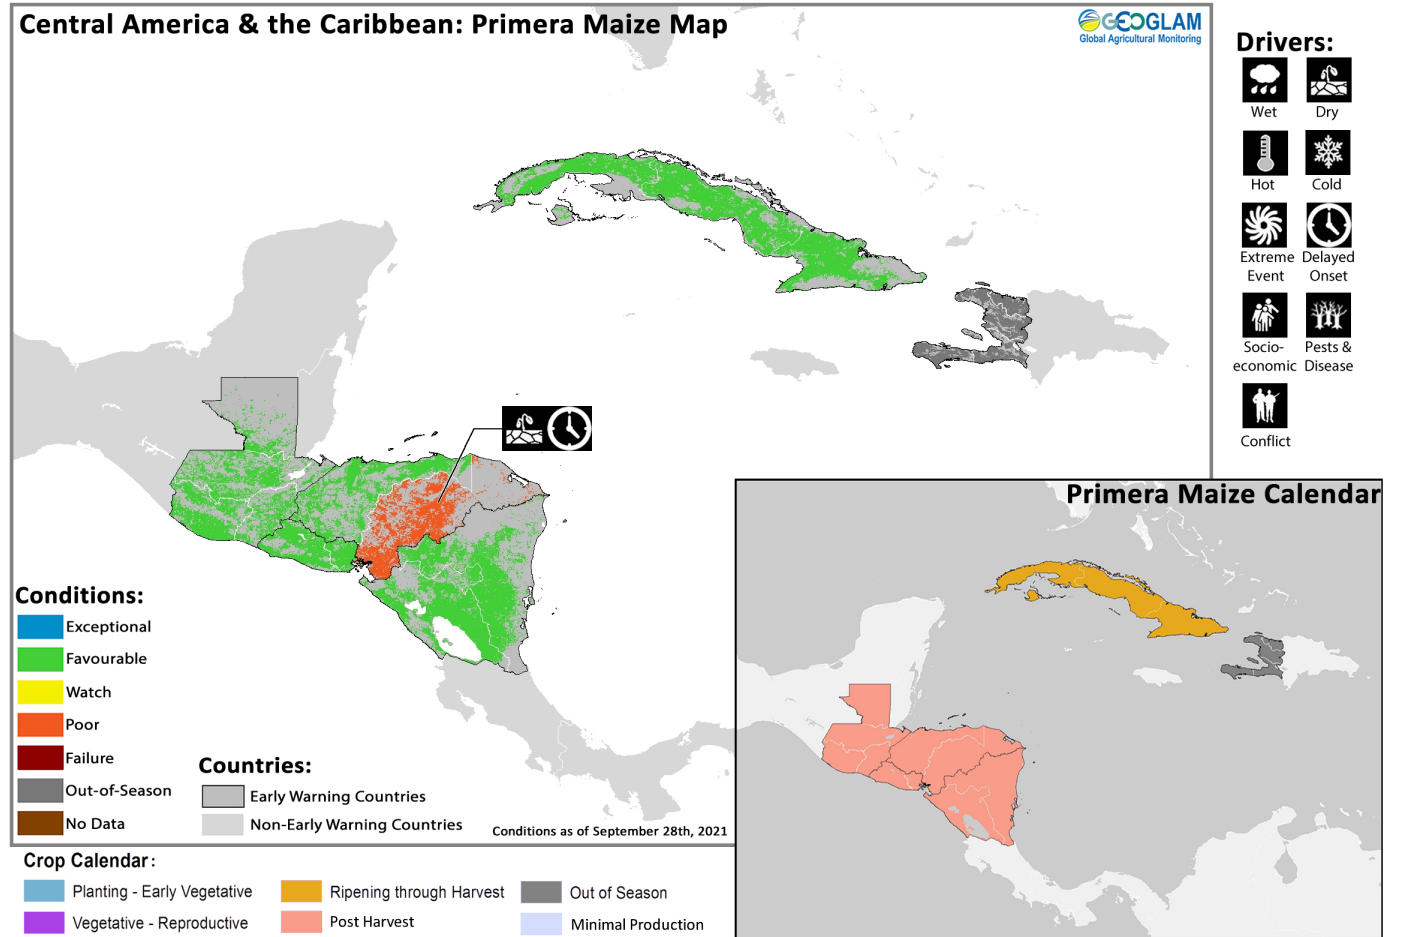 Central America & the Caribbean: Primera Maize Map
GEOGLAM
Global Agricultural Monitoring
Drivers:
Wet
Dry
Hot
Cold
Extreme
Event
Delayed
Onset
Socio-
economic
Pests &
Disease
Conflict
Primera Maize Calendar
Conditions:
Exceptional
Favourable
Watch
Poor
Failure
Out-of-Season
No Data
Countries:
Early Warning Countries
Non-Early Warning Countries
Conditions as of September 28th, 2021
Crop Calendar:
Planting - Early Vegetative
Ripening through Harvest
Out of Season
Vegetative - Reproductive
Post Harvest
Minimal Production